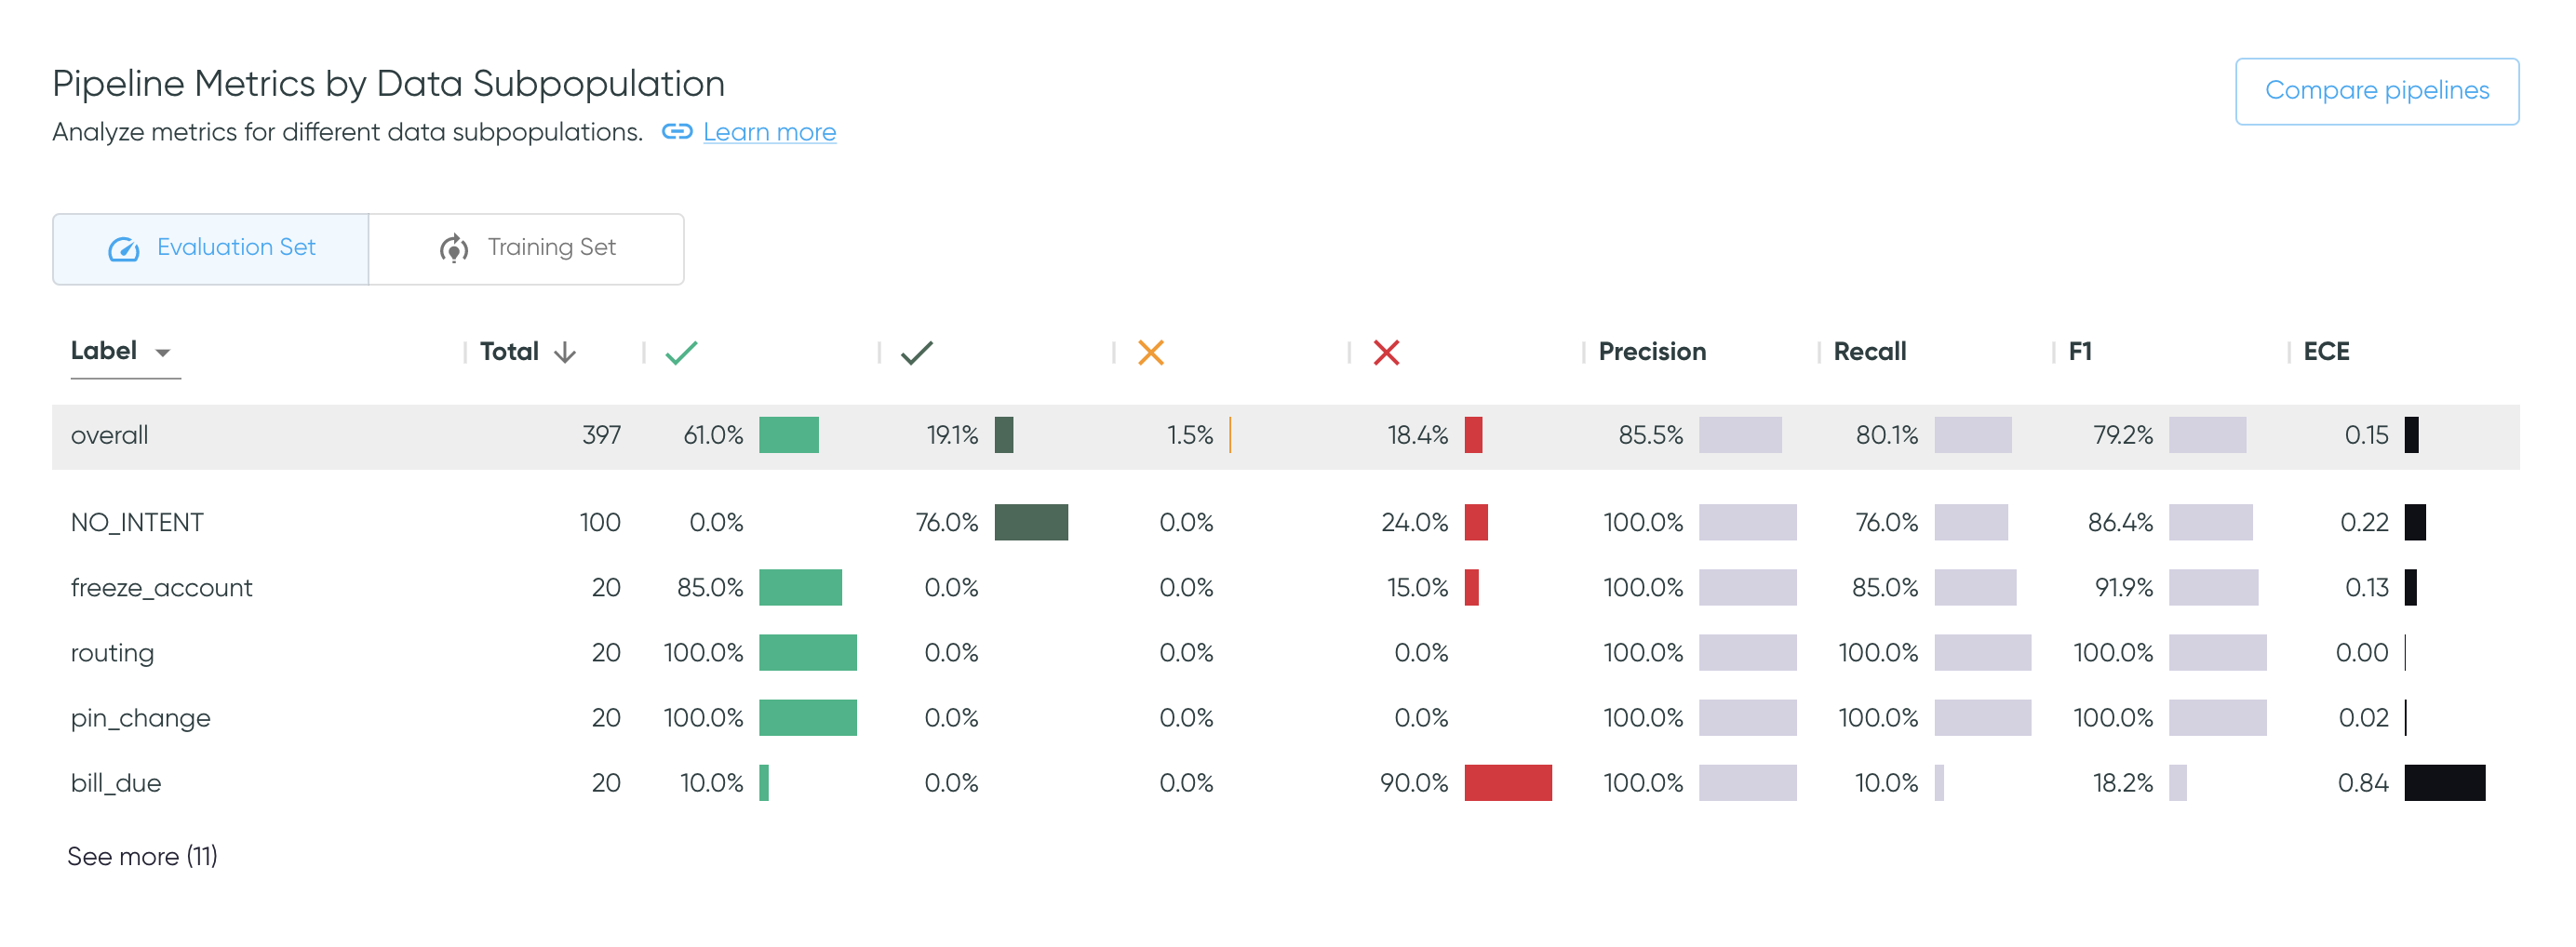 Pipeline Metrics by Data Subpopulation
Compare pipelines
Analyze metrics for different data subpopulations. Learn more
Evaluation Set Training Set
Label Total Precision Recall F1 ECE
overall 397 61.0% 19.1% 1.5% 18.4% 85.5% 80.1% 79.2% 0.15
NO_INTENT 100 0.0% 76.0% 0.0% 24.0% 100.0% 76.0% 86.4% 0.22
freeze_account 20 85.0% 0.0% 0.0% 15.0% 100.0% 85.0% 91.9% 0.13
routing 20 100.0% 0.0% 0.0% 0.0% 100.0% 100.0% 100.0% 0.00
pin_change 20 100.0% 0.0% 0.0% 0.0% 100.0% 100.0% 100.0% 0.02
bill_due 20 10.0% 0.0% 0.0% 90.0% 100.0% 10.0% 18.2% 0.84
See more (11)